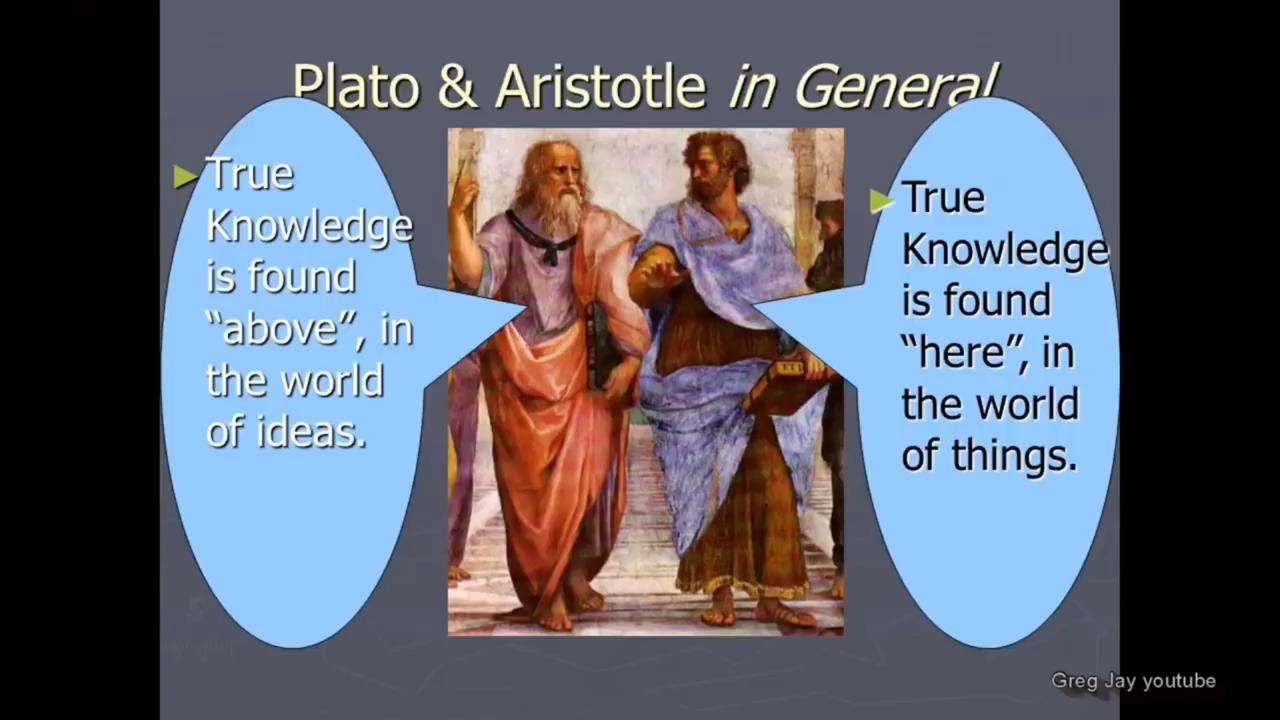 Plato & Aristotle in General
True
Knowledge
is found
“above”, in
the world
of ideas.
True
Knowledge
is found
“here”, in
the world
of things.
Greg Jay youtube